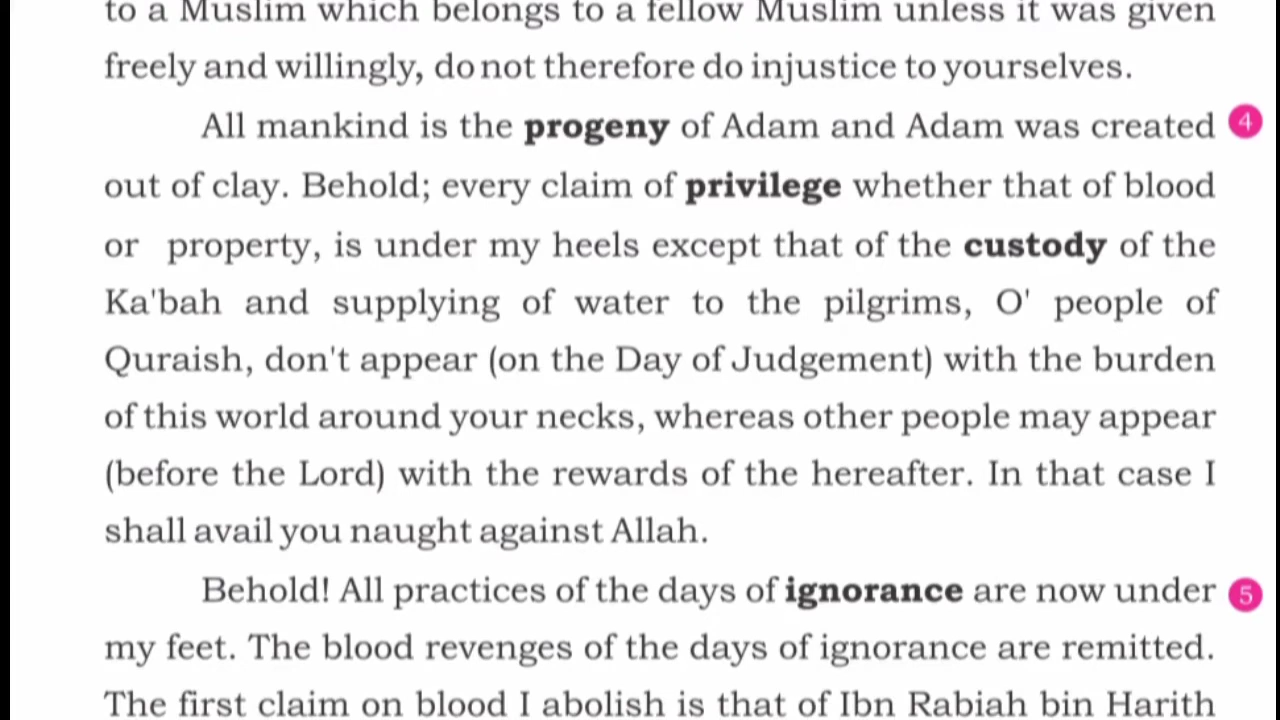 to a Muslim which belongs to a fellow Muslim unless it was given
freely and willingly, do not therefore do injustice to yourselves.
All mankind is the progeny of Adam and Adam was created 4
out of clay. Behold; every claim of privilege whether that of blood
or property, is under my heels except that of the custody of the
Ka'bah and supplying of water to the pilgrims, O' people of
Quraish, don't appear (on the Day of Judgement) with the burden
of this world around your necks, whereas other people may appear
(before the Lord) with the rewards of the hereafter. In that case I
shall avail you naught against Allah.
Behold! All practices of the days of ignorance are now under 5
my feet. The blood revenges of the days of ignorance are remitted.
The first claim on blood I abolish is that of Ibn Rabiah bin Harith